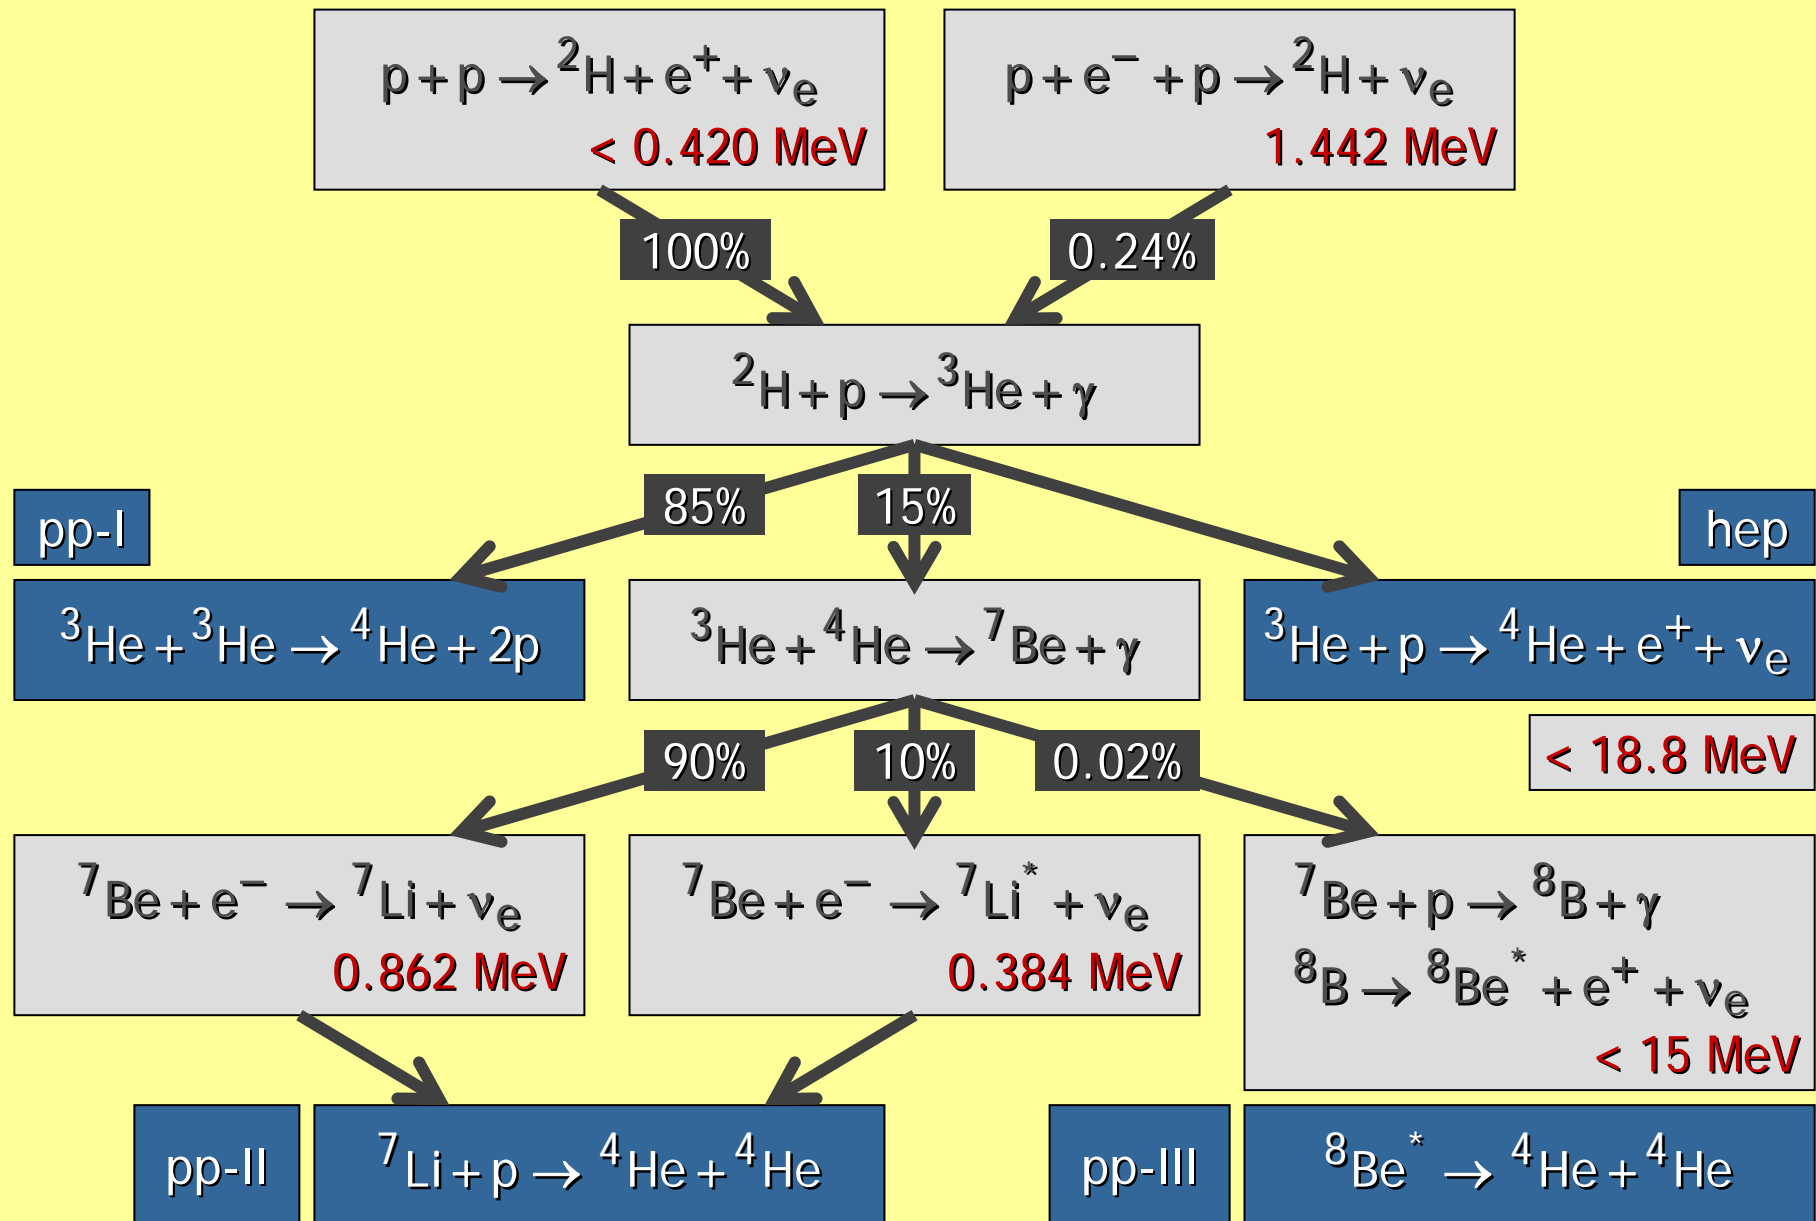 p + p → ²H + e⁺ + νₑ
< 0.420 MeV
p + e⁻ + p → ²H + νₑ
1.442 MeV
100%
0.24%
²H + p → ³He + γ
85%
15%
pp-I
hep
³He + ³He → ⁴He + 2p
³He + ⁴He → ⁷Be + γ
³He + p → ⁴He + e⁺ + νₑ
< 18.8 MeV
90%
10%
0.02%
⁷Be + e⁻ → ⁷Li + νₑ
0.862 MeV
⁷Be + e⁻ → ⁷Li* + νₑ
0.384 MeV
⁷Be + p → ⁸B + γ
⁸B → ⁸Be* + e⁺ + νₑ
< 15 MeV
pp-II
⁷Li + p → ⁴He + ⁴He
pp-III
⁸Be* → ⁴He + ⁴He